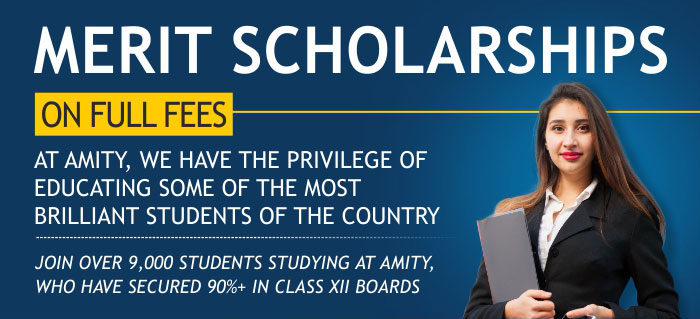 MERIT SCHOLARSHIPS
ON FULL FEES
AT AMITY, WE HAVE THE PRIVILEGE OF
EDUCATING SOME OF THE MOST
BRILLIANT STUDENTS OF THE COUNTRY
JOIN OVER 9,000 STUDENTS STUDYING AT AMITY,
WHO HAVE SECURED 90%+ IN CLASS XII BOARDS